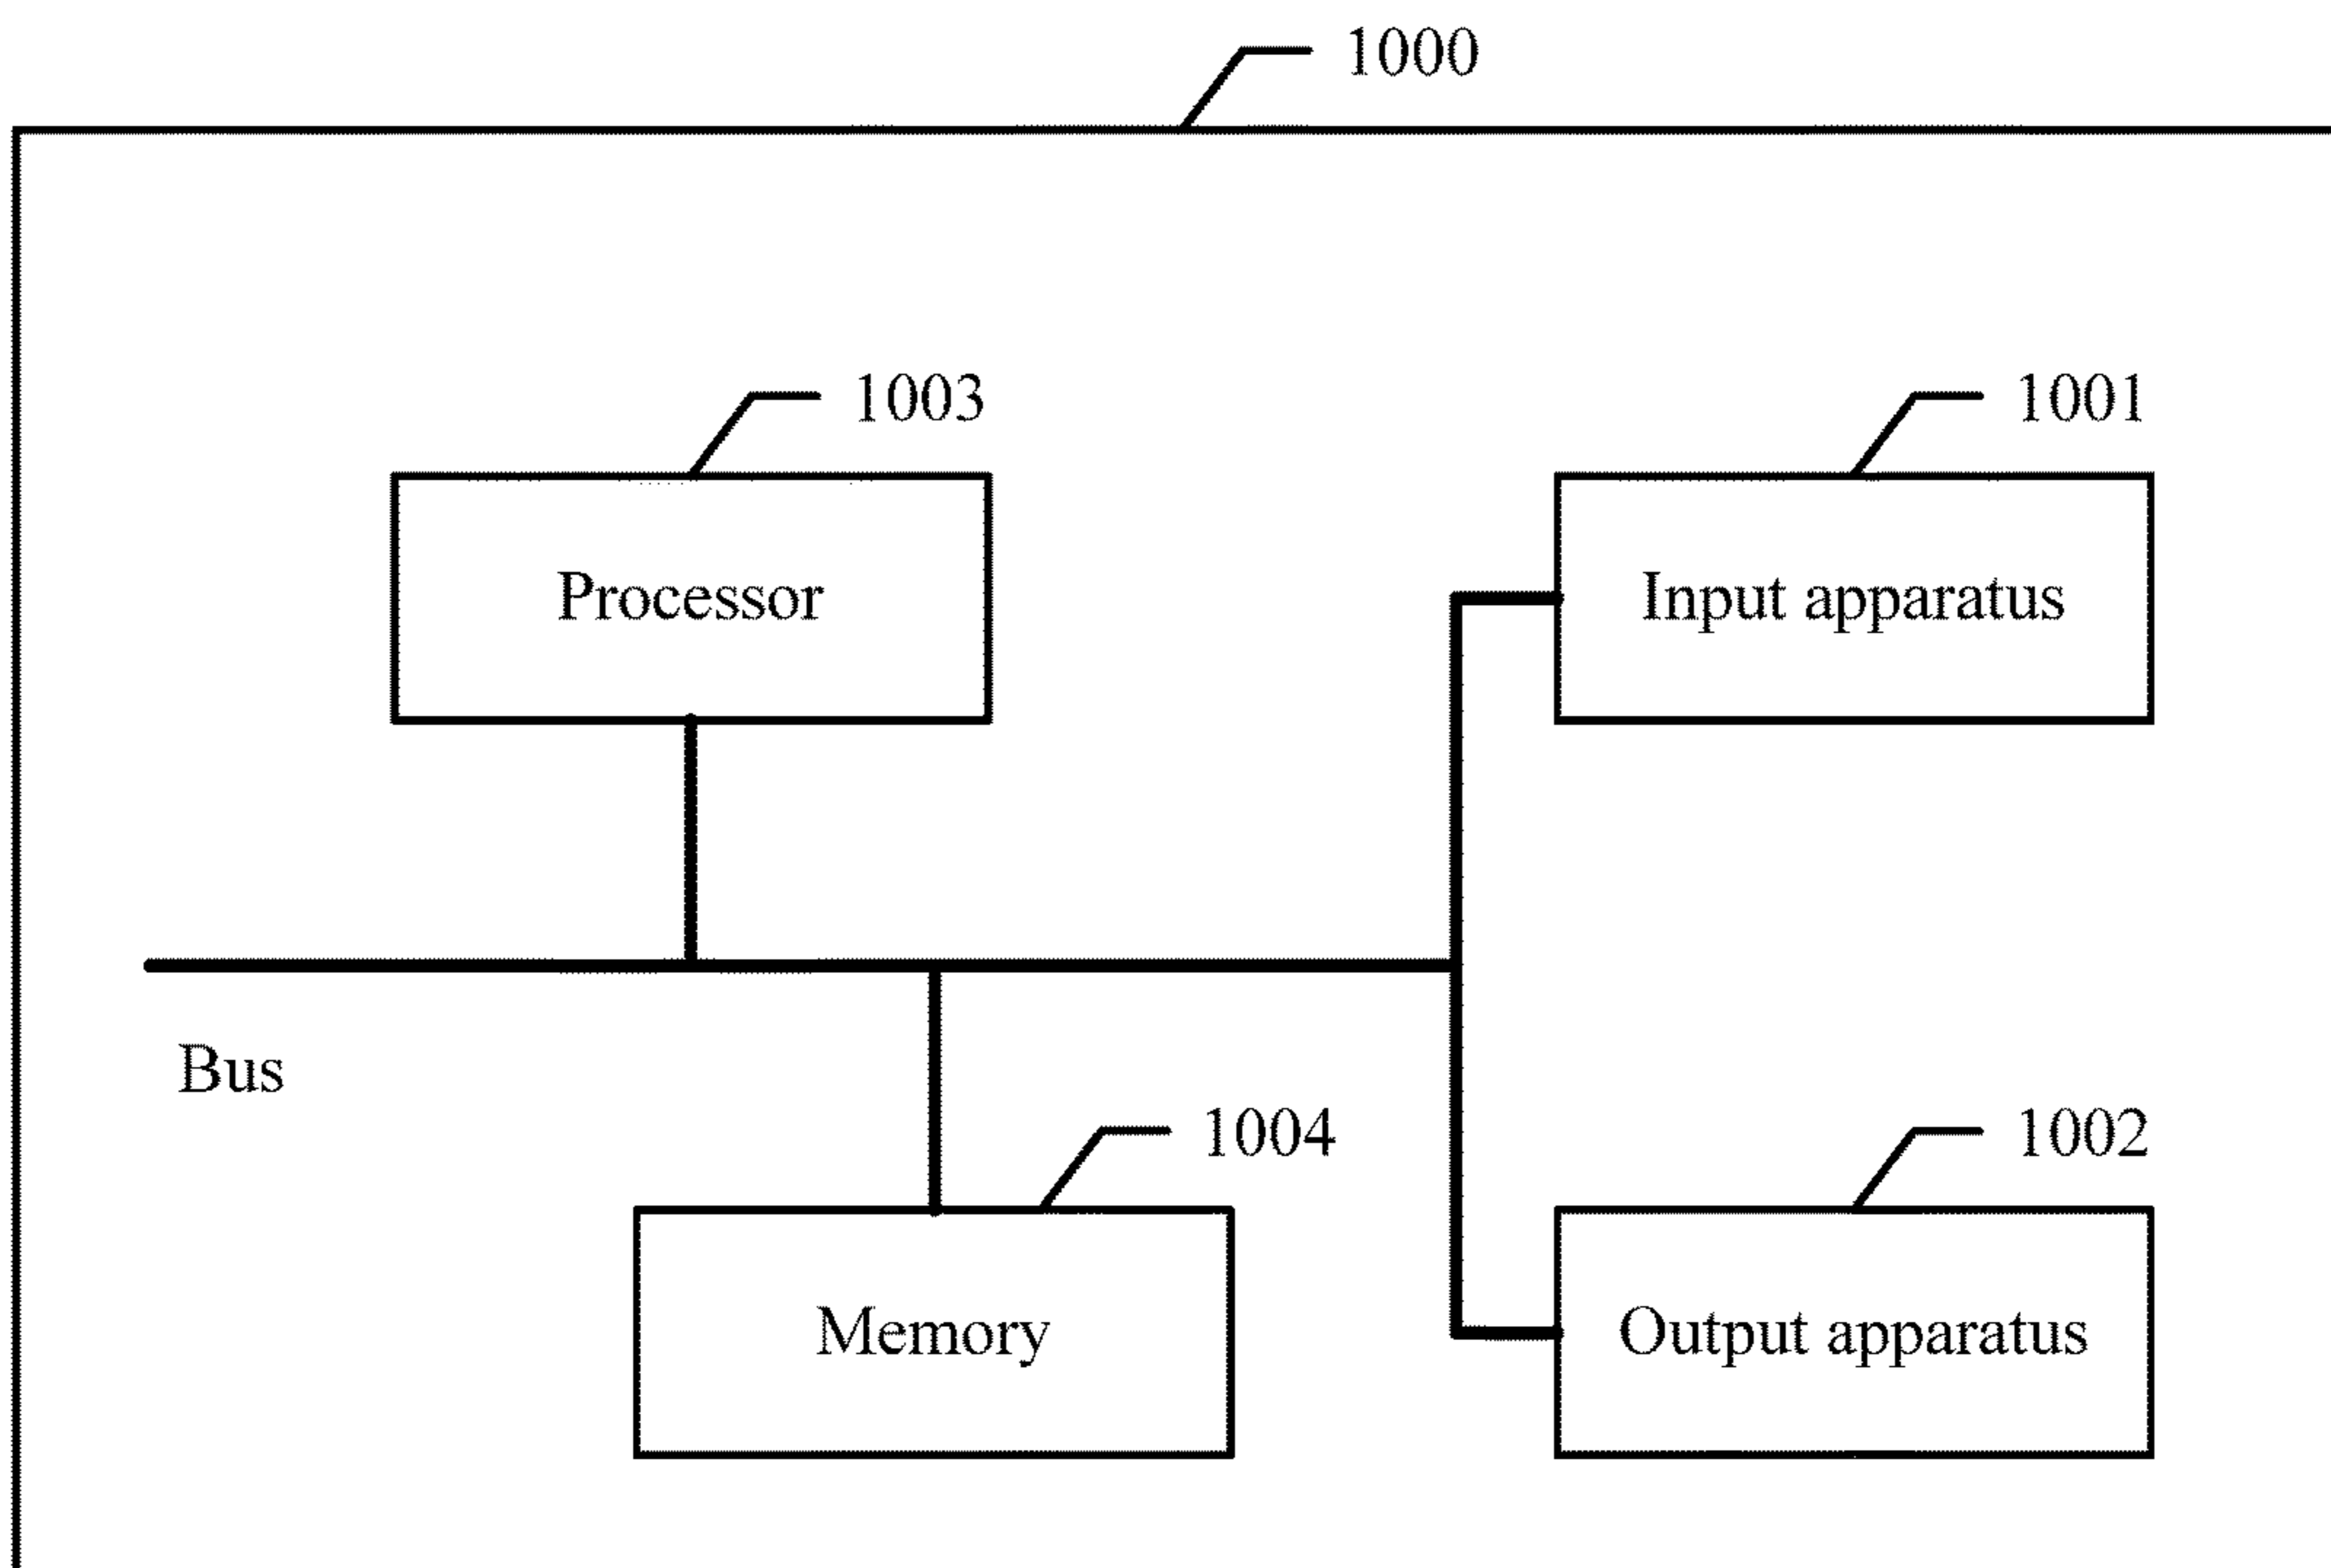 1000
1003
1001
Processor
Input apparatus
Bus
1004
1002
Memory
Output apparatus